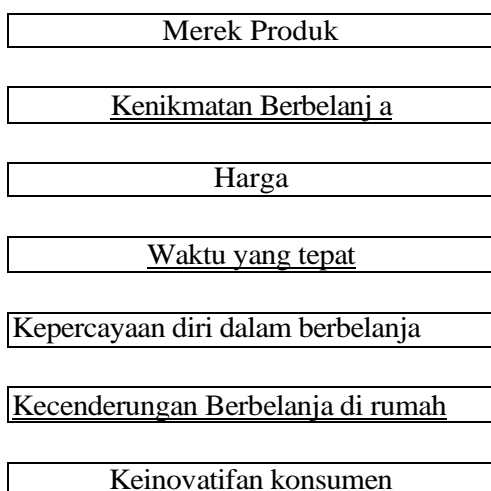 Merek Produk
Kenikmatan Berbelanj a
Harga
Waktu yang tepat
Kepercayaan diri dalam berbelanja
Kecenderungan Berbelanja di rumah
Keinovatifan konsumen